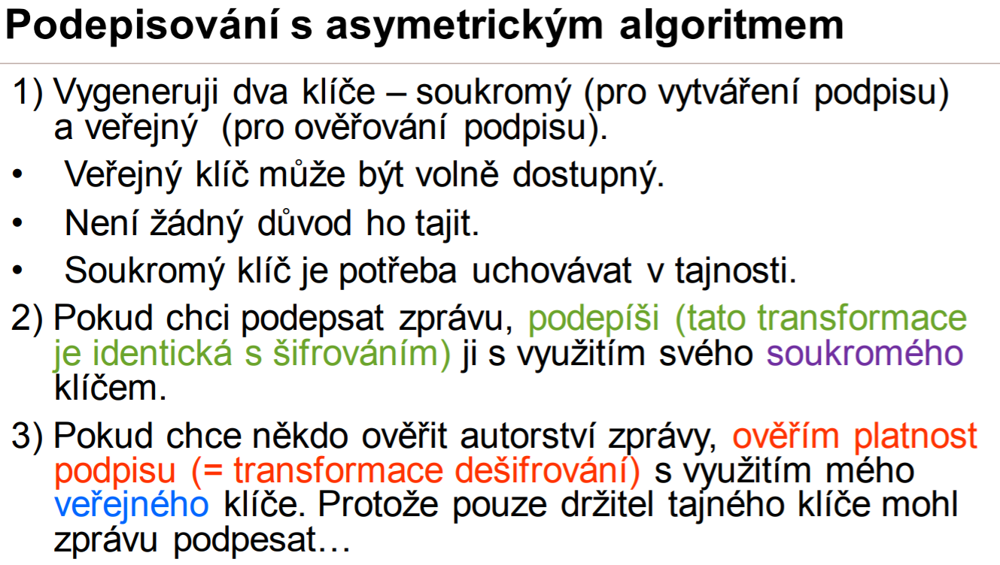 Podepisování s asymetrickým algoritmem
1) Vygeneruji dva klíče – soukromý (pro vytváření podpisu)
a veřejný (pro ověřování podpisu).
• Veřejný klíč může být volně dostupný.
• Není žádný důvod ho tajit.
• Soukromý klíč je potřeba uchovávat v tajnosti.
2) Pokud chci podepsat zprávu, podepíši (tato transformace
je identická s šifrováním) ji s využitím svého soukromého
klíčem.
3) Pokud chce někdo ověřit autorství zprávy, ověřím platnost
podpisu (= transformace dešifrování) s využitím mého
veřejného klíče. Protože pouze držitel tajného klíče mohl
zprávu podpesat…